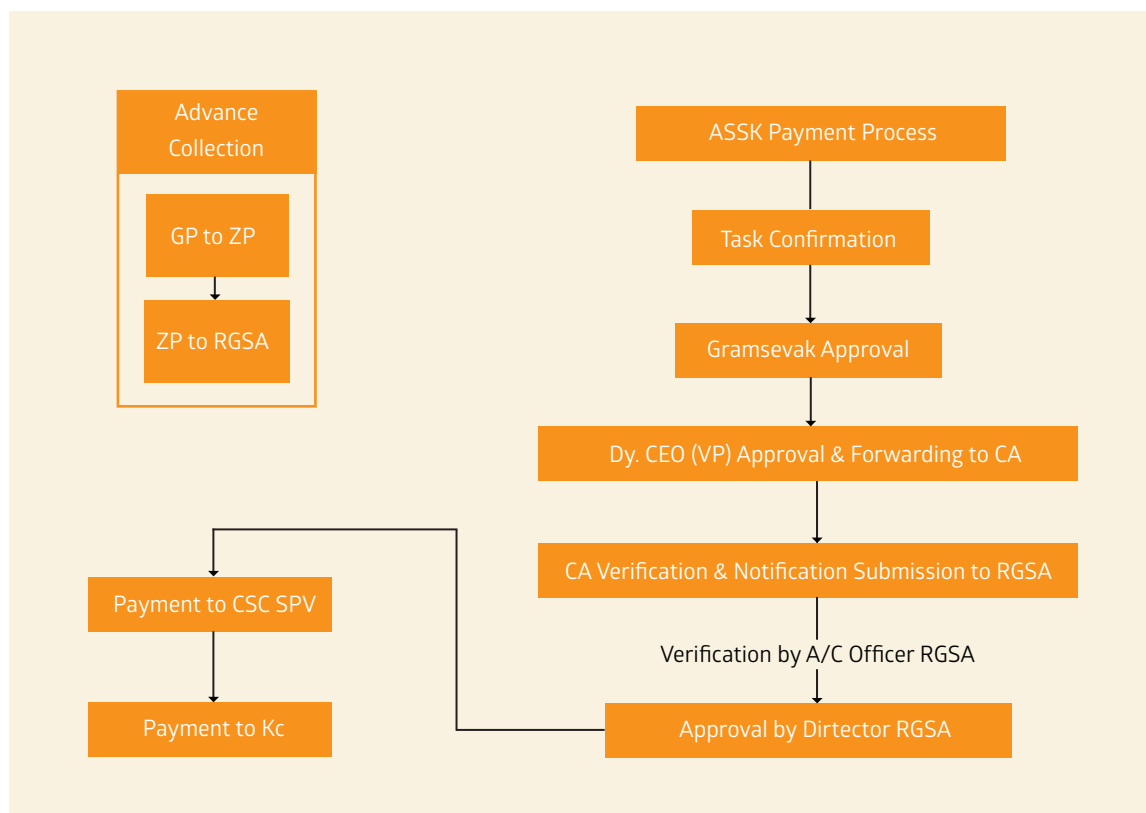 Advance
Collection
GP to ZP
ZP to RGSA
ASSK Payment Process
Task Confirmation
Gramsevak Approval
Dy. CEO (VP) Approval & Forwarding to CA
CA Verification & Notification Submission to RGSA
Verification by A/C Officer RGSA
Approval by Dirtector RGSA
Payment to CSC SPV
Payment to Kc